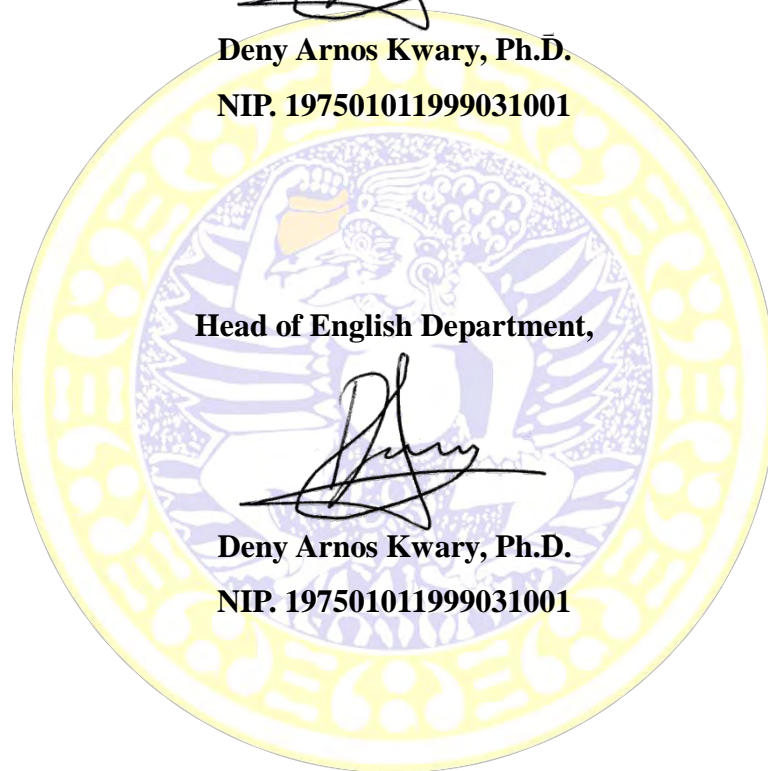 Deny Arnos Kwary, Ph.D.
NIP. 197501011999031001
Head of English Department,
Deny Arnos Kwary, Ph.D.
NIP. 197501011999031001